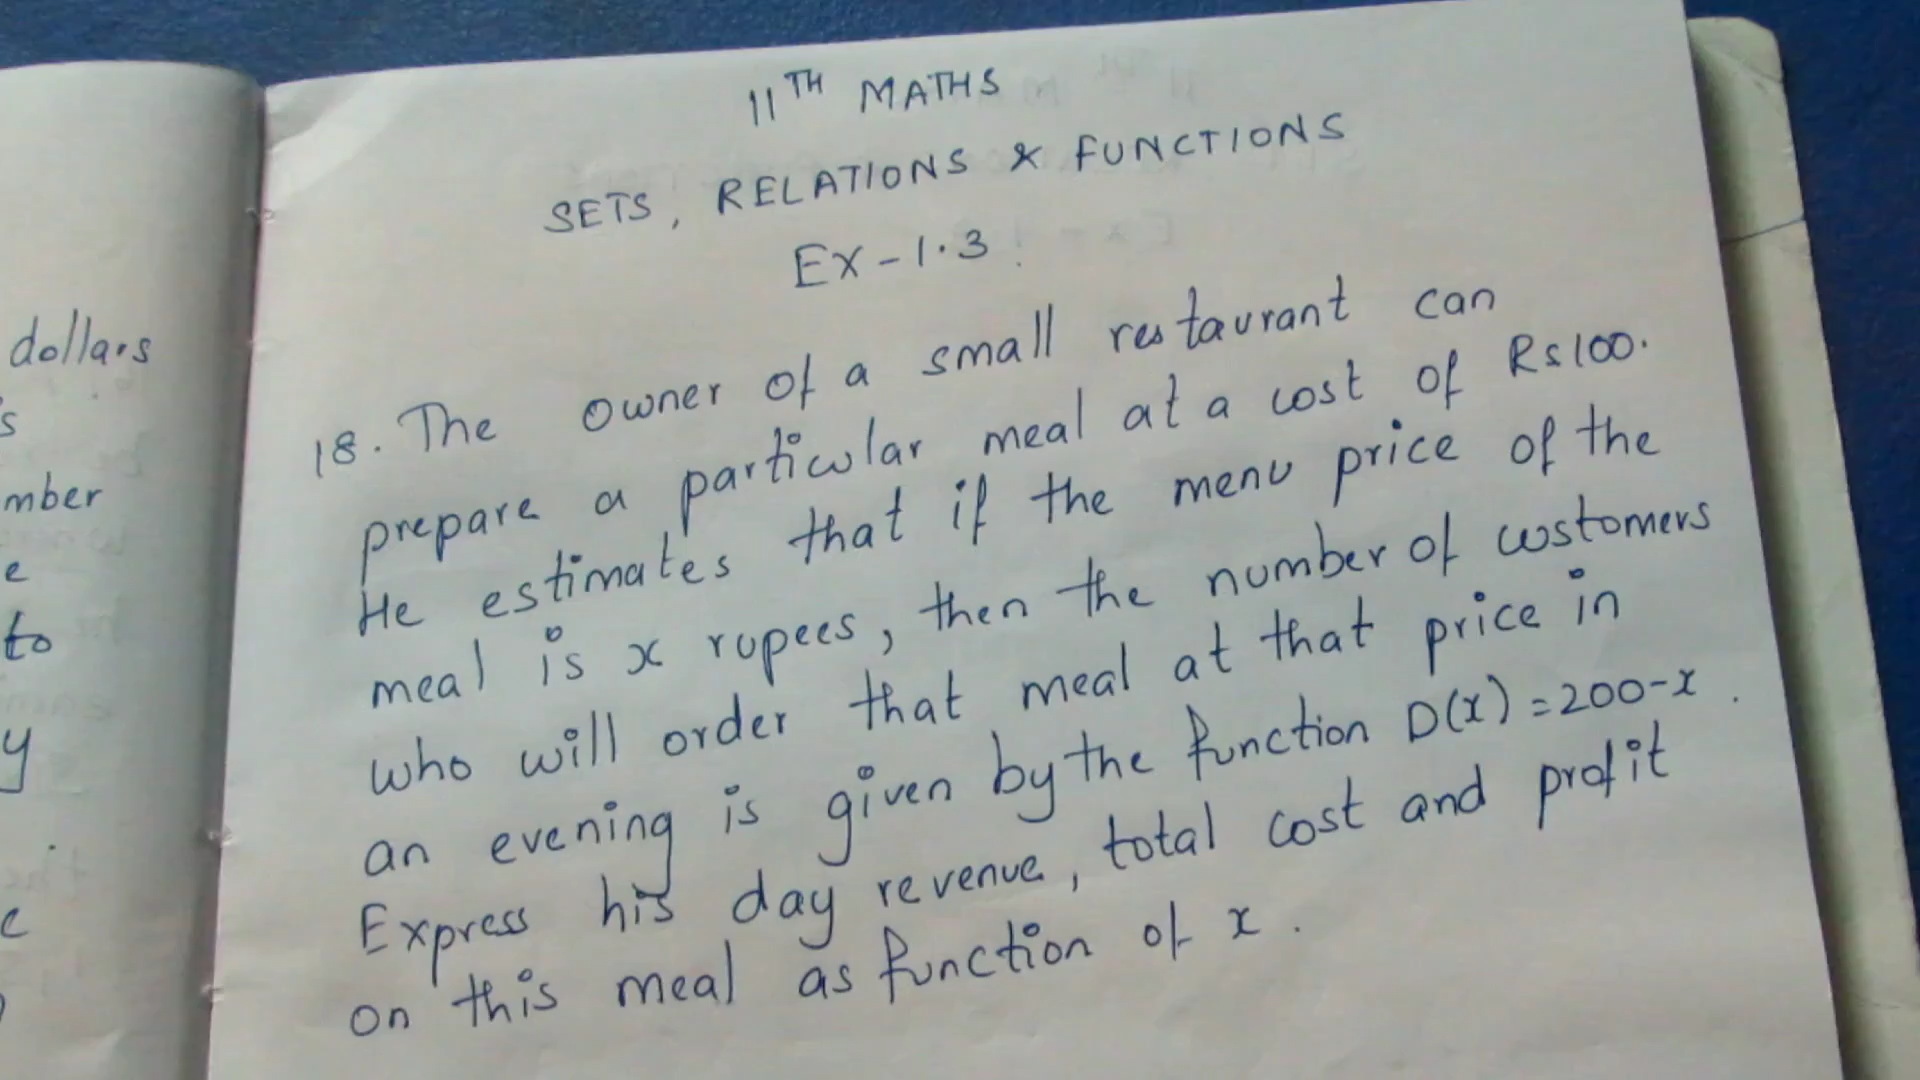 11TH MATHS
SETS, RELATIONS & FUNCTIONS
EX-1.3
18. The owner of a small restaurant can
prepare a particular meal at a cost of Rs100.
He estimates that if the menu price of the
meal is x rupees, then the number of customers
who will order that meal at that price in
an evening is given by the function D(x)=200-x.
Express his day revenue, total cost and profit
on this meal as function of x.
dollars
s
mber
e
to
y
e